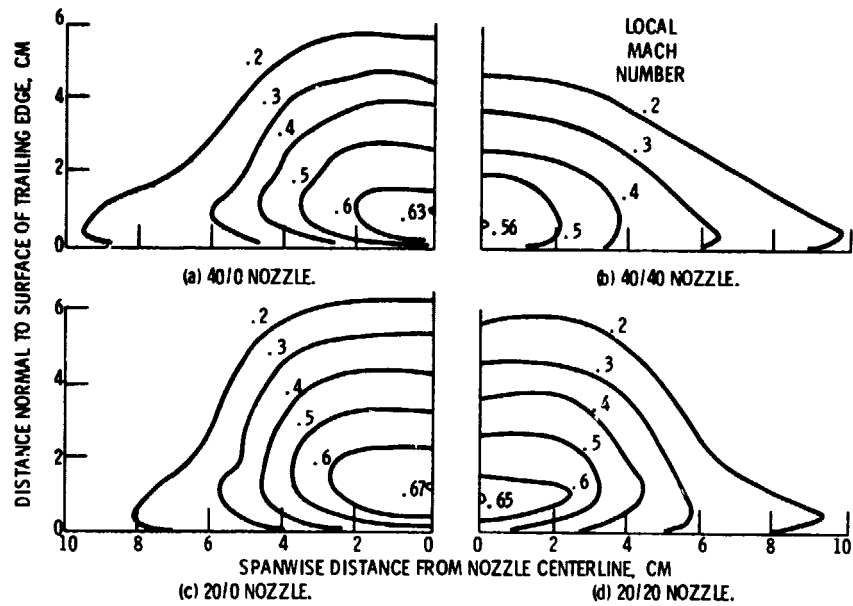 DISTANCE NORMAL TO SURFACE OF TRAILING EDGE, CM
6
4
2
0
.2
.3
.4
.5
.6
.63
(a) 40/0 NOZZLE.
LOCAL
MACH
NUMBER
.2
.3
.4
.5
.56
(b) 40/40 NOZZLE.
6
4
2
0
.2
.3
.4
.5
.6
.67
10 8 6 4 2 0
(c) 20/0 NOZZLE.
.2
.3
.4
.5
.6
.65
0 2 4 6 8 10
(d) 20/20 NOZZLE.
SPANWISE DISTANCE FROM NOZZLE CENTERLINE, CM